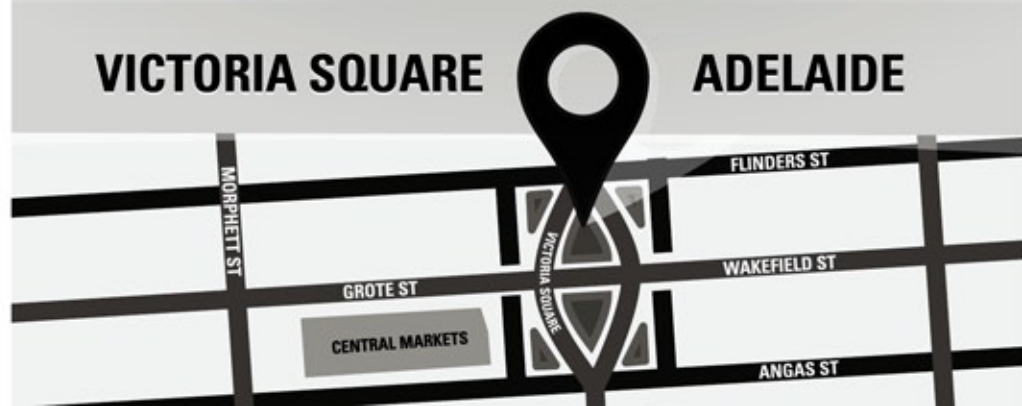 VICTORIA SQUARE ADELAIDE
FLINDERS ST
MORPHETT ST
VICTORIA SQUARE
WAKEFIELD ST
GROTE ST
CENTRAL MARKETS
ANGAS ST